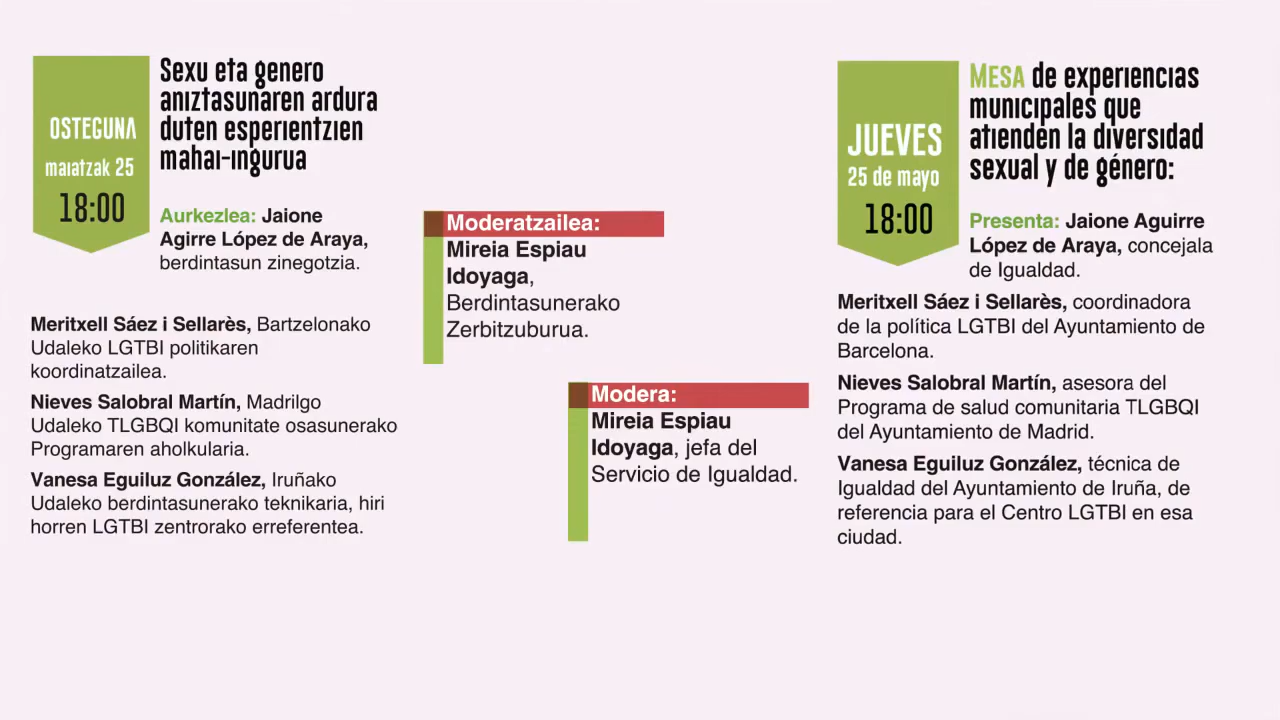 OSTEGUNA
maiatzak 25
18:00
Sexu eta genero
aniztasunaren ardura
duten esperientzien
mahai-ingurua
Aurkezlea: Jaione
Agirre López de Araya,
berdintasun zinegotzia.
Meritxell Sáez i Sellarès, Bartzelonako
Udaleko LGTBI politikaren
koordinatzailea.
Nieves Salobral Martín, Madrilgo
Udaleko TLGBQI komunitate osasunerako
Programaren aholkularia.
Vanesa Eguiluz González, Iruñako
Udaleko berdintasunerako teknikaria, hiri
horren LGTBI zentrorako erreferentea.
Moderatzailea:
Mireia Espiau
Idoyaga,
Berdintasunerako
Zerbitzuburua.
Modera:
Mireia Espiau
Idoyaga, jefa del
Servicio de Igualdad.
JUEVES
25 de mayo
18:00
MESA de experiencias
municipales que
atienden la diversidad
sexual y de género:
Presenta: Jaione Aguirre
López de Araya, concejala
de Igualdad.
Meritxell Sáez i Sellarès, coordinadora
de la política LGTBI del Ayuntamiento de
Barcelona.
Nieves Salobral Martín, asesora del
Programa de salud comunitaria TLGBQI
del Ayuntamiento de Madrid.
Vanesa Eguiluz González, técnica de
Igualdad del Ayuntamiento de Iruña, de
referencia para el Centro LGTBI en esa
ciudad.